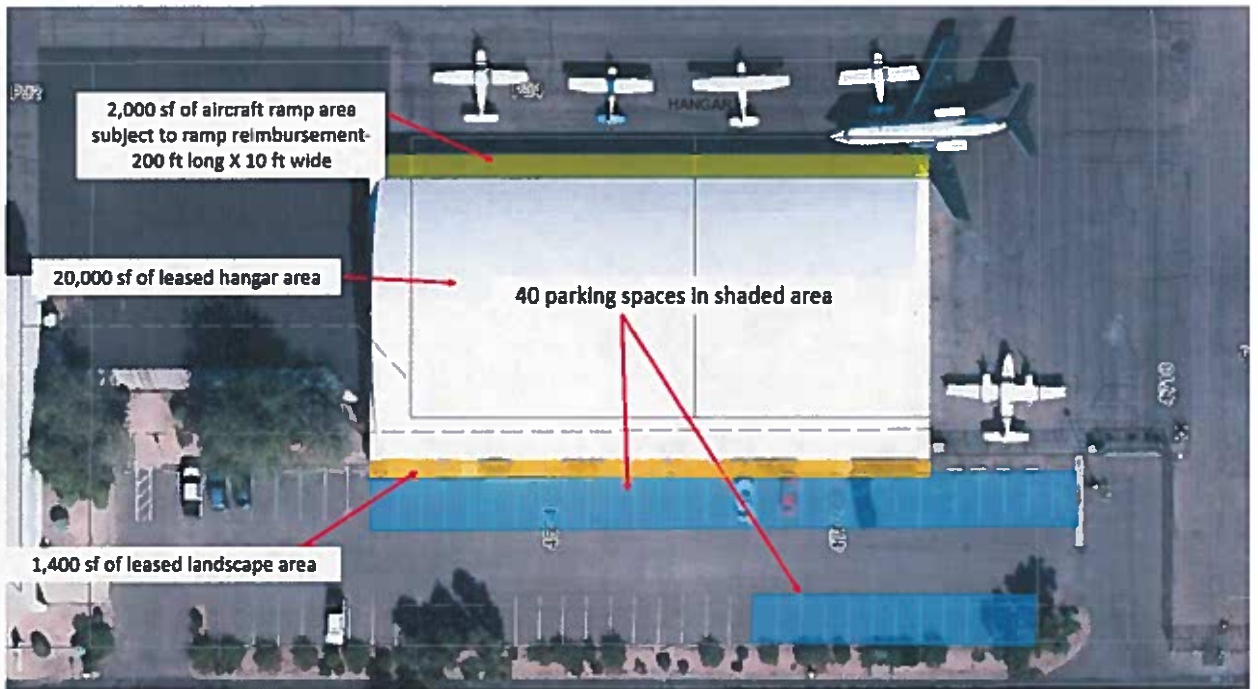 HANGAR
2,000 sf of aircraft ramp area
subject to ramp reimbursement-
200 ft long X 10 ft wide
20,000 sf of leased hangar area
40 parking spaces in shaded area
1,400 sf of leased landscape area